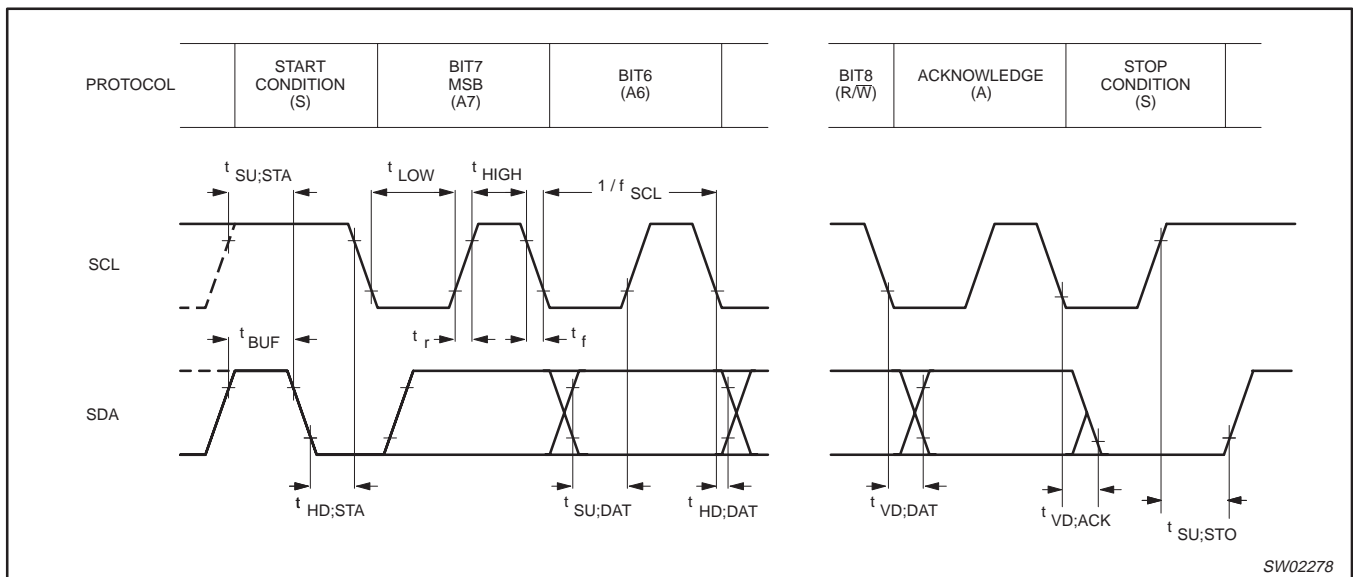 PROTOCOL
START
CONDITION
(S)
BIT7
MSB
(A7)
BIT6
(A6)
BIT8
(R/W̅)
ACKNOWLEDGE
(A)
STOP
CONDITION
(S)
t SU;STA
t LOW
t HIGH
1 / f SCL
SCL
t BUF
t r
t f
SDA
t HD;STA
t SU;DAT
t HD;DAT
t VD;DAT
t VD;ACK
t SU;STO
SW02278